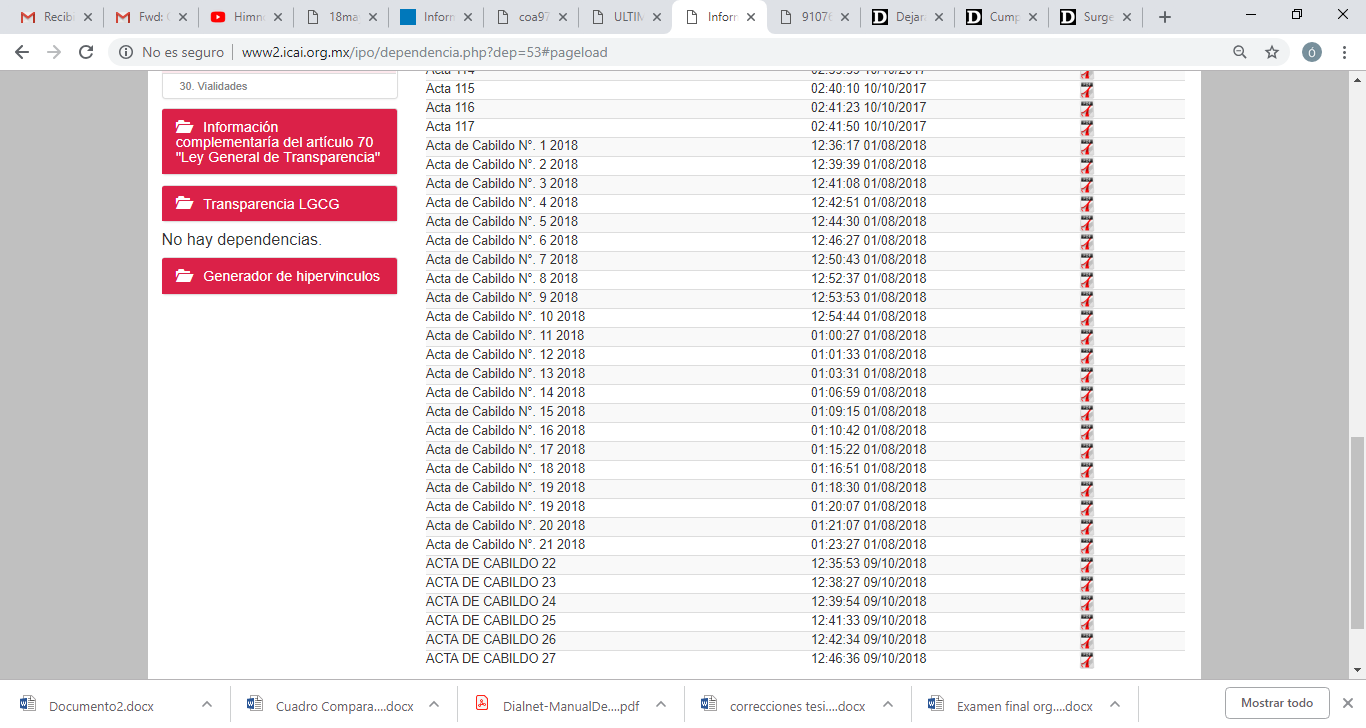 Recibi
Fwd: C
Himno
18may
Inform
coa97
ULTIM
Inform
91076
Dejara
Cump
Surge
No es seguro
www2.icai.org.mx/ipo/dependencia.php?dep=53#pageload
ó
30. Vialidades
Información
complementaría del artículo 70
"Ley General de Transparencia"
Transparencia LGCG
No hay dependencias.
Generador de hipervinculos
Acta 114 02:39:39 10/10/2017
Acta 115 02:40:10 10/10/2017
Acta 116 02:41:23 10/10/2017
Acta 117 02:41:50 10/10/2017
Acta de Cabildo N°. 1 2018 12:36:17 01/08/2018
Acta de Cabildo N°. 2 2018 12:39:39 01/08/2018
Acta de Cabildo N°. 3 2018 12:41:08 01/08/2018
Acta de Cabildo N°. 4 2018 12:42:51 01/08/2018
Acta de Cabildo N°. 5 2018 12:44:30 01/08/2018
Acta de Cabildo N°. 6 2018 12:46:27 01/08/2018
Acta de Cabildo N°. 7 2018 12:50:43 01/08/2018
Acta de Cabildo N°. 8 2018 12:52:37 01/08/2018
Acta de Cabildo N°. 9 2018 12:53:53 01/08/2018
Acta de Cabildo N°. 10 2018 12:54:44 01/08/2018
Acta de Cabildo N°. 11 2018 01:00:27 01/08/2018
Acta de Cabildo N°. 12 2018 01:01:33 01/08/2018
Acta de Cabildo N°. 13 2018 01:03:31 01/08/2018
Acta de Cabildo N°. 14 2018 01:06:59 01/08/2018
Acta de Cabildo N°. 15 2018 01:09:15 01/08/2018
Acta de Cabildo N°. 16 2018 01:10:42 01/08/2018
Acta de Cabildo N°. 17 2018 01:15:22 01/08/2018
Acta de Cabildo N°. 18 2018 01:16:51 01/08/2018
Acta de Cabildo N°. 19 2018 01:18:30 01/08/2018
Acta de Cabildo N°. 19 2018 01:20:07 01/08/2018
Acta de Cabildo N°. 20 2018 01:21:07 01/08/2018
Acta de Cabildo N°. 21 2018 01:23:27 01/08/2018
ACTA DE CABILDO 22 12:35:53 09/10/2018
ACTA DE CABILDO 23 12:38:27 09/10/2018
ACTA DE CABILDO 24 12:39:54 09/10/2018
ACTA DE CABILDO 25 12:41:33 09/10/2018
ACTA DE CABILDO 26 12:42:34 09/10/2018
ACTA DE CABILDO 27 12:46:36 09/10/2018
Documento2.docx
Cuadro Compara....docx
Dialnet-ManualDe....pdf
correcciones tesi....docx
Examen final org....docx
Mostrar todo